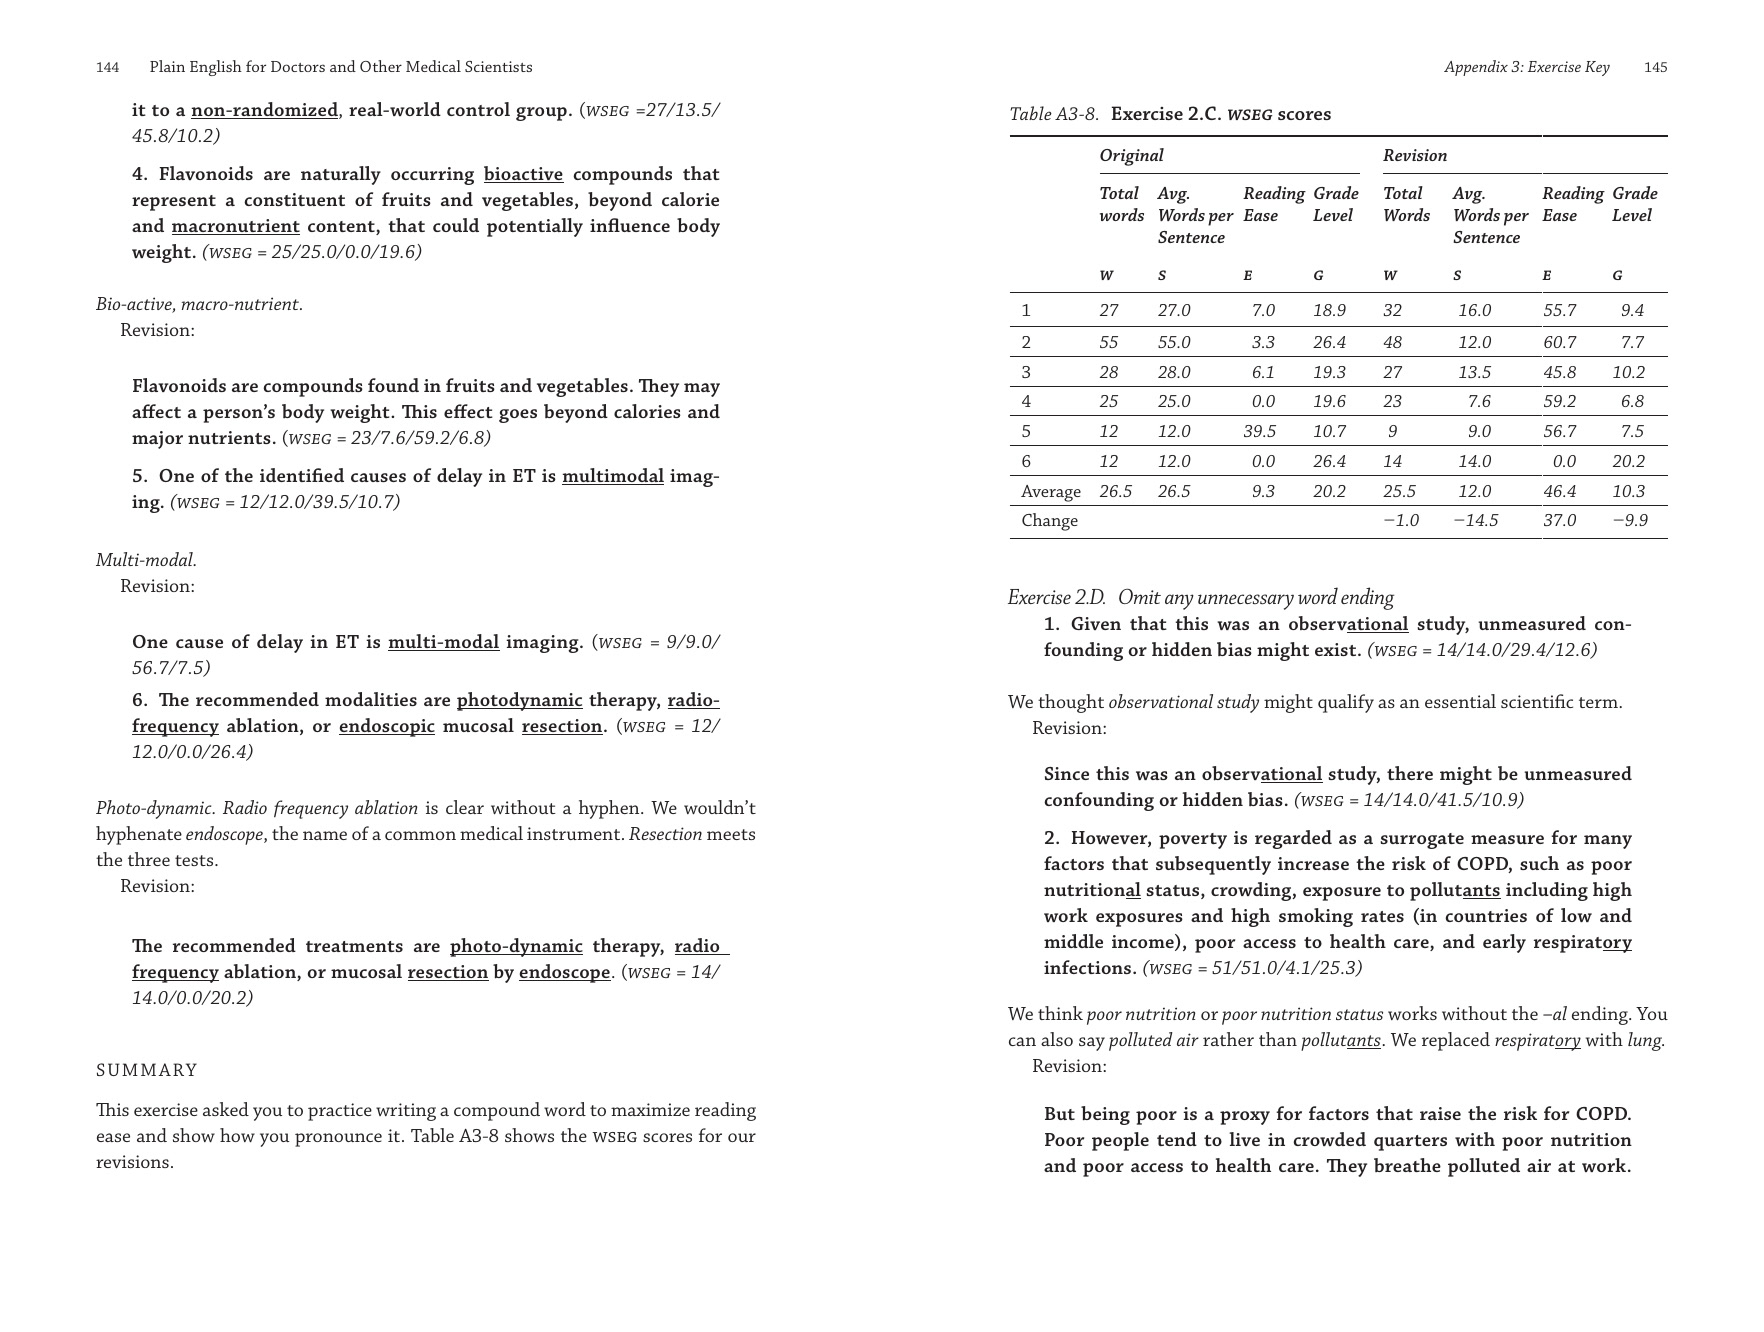 144 Plain English for Doctors and Other Medical Scientists
it to a non-randomized, real-world control group. (WSEG =27/13.5/
45.8/10.2)
4. Flavonoids are naturally occurring bioactive compounds that
represent a constituent of fruits and vegetables, beyond calorie
and macronutrient content, that could potentially influence body
weight. (WSEG = 25/25.0/0.0/19.6)
Bio-active, macro-nutrient.
Revision:
Flavonoids are compounds found in fruits and vegetables. They may
affect a person’s body weight. This effect goes beyond calories and
major nutrients. (WSEG = 23/7.6/59.2/6.8)
5. One of the identified causes of delay in ET is multimodal imag-
ing. (WSEG = 12/12.0/39.5/10.7)
Multi-modal.
Revision:
One cause of delay in ET is multi-modal imaging. (WSEG = 9/9.0/
56.7/7.5)
6. The recommended modalities are photodynamic therapy, radio-
frequency ablation, or endoscopic mucosal resection. (WSEG = 12/
12.0/0.0/26.4)
Photo-dynamic. Radio frequency ablation is clear without a hyphen. We wouldn’t
hyphenate endoscope, the name of a common medical instrument. Resection meets
the three tests.
Revision:
The recommended treatments are photo-dynamic therapy, radio
frequency ablation, or mucosal resection by endoscope. (WSEG = 14/
14.0/0.0/20.2)
SUMMARY
This exercise asked you to practice writing a compound word to maximize reading
ease and show how you pronounce it. Table A3-8 shows the WSEG scores for our
revisions.
Appendix 3: Exercise Key 145
Table A3-8. Exercise 2.C. WSEG scores
Original Revision
Total Avg. Reading Grade Total Avg. Reading Grade
words Words per Ease Level Words Words per Ease Level
Sentence Sentence
W S E G W S E G
1 27 27.0 7.0 18.9 32 16.0 55.7 9.4
2 55 55.0 3.3 26.4 48 12.0 60.7 7.7
3 28 28.0 6.1 19.3 27 13.5 45.8 10.2
4 25 25.0 0.0 19.6 23 7.6 59.2 6.8
5 12 12.0 39.5 10.7 9 9.0 56.7 7.5
6 12 12.0 0.0 26.4 14 14.0 0.0 20.2
Average 26.5 26.5 9.3 20.2 25.5 12.0 46.4 10.3
Change −1.0 −14.5 37.0 −9.9
Exercise 2.D. Omit any unnecessary word ending
1. Given that this was an observational study, unmeasured con-
founding or hidden bias might exist. (WSEG = 14/14.0/29.4/12.6)
We thought observational study might qualify as an essential scientific term.
Revision:
Since this was an observational study, there might be unmeasured
confounding or hidden bias. (WSEG = 14/14.0/41.5/10.9)
2. However, poverty is regarded as a surrogate measure for many
factors that subsequently increase the risk of COPD, such as poor
nutritional status, crowding, exposure to pollutants including high
work exposures and high smoking rates (in countries of low and
middle income), poor access to health care, and early respiratory
infections. (WSEG = 51/51.0/4.1/25.3)
We think poor nutrition or poor nutrition status works without the –al ending. You
can also say polluted air rather than pollutants. We replaced respiratory with lung.
Revision:
But being poor is a proxy for factors that raise the risk for COPD.
Poor people tend to live in crowded quarters with poor nutrition
and poor access to health care. They breathe polluted air at work.